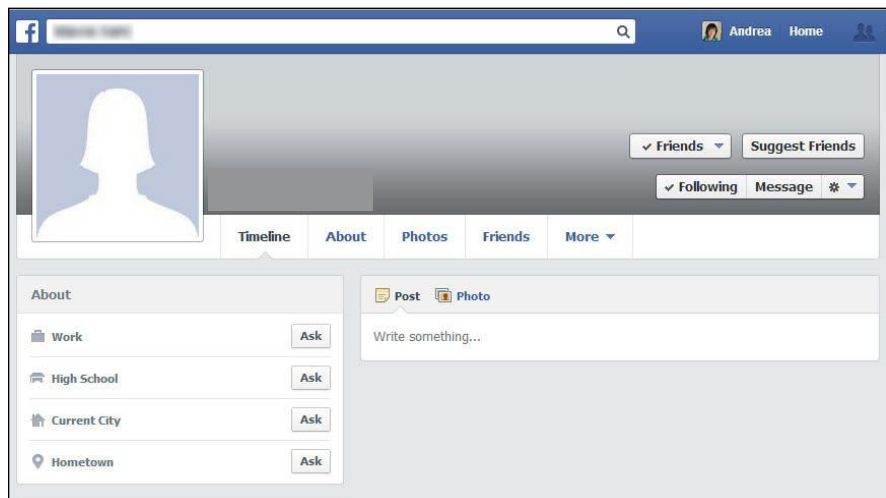 f
Andrea Home
✓ Friends Suggest Friends
✓ Following Message
Timeline About Photos Friends More
About
Work Ask
High School Ask
Current City Ask
Hometown Ask
Post Photo
Write something...